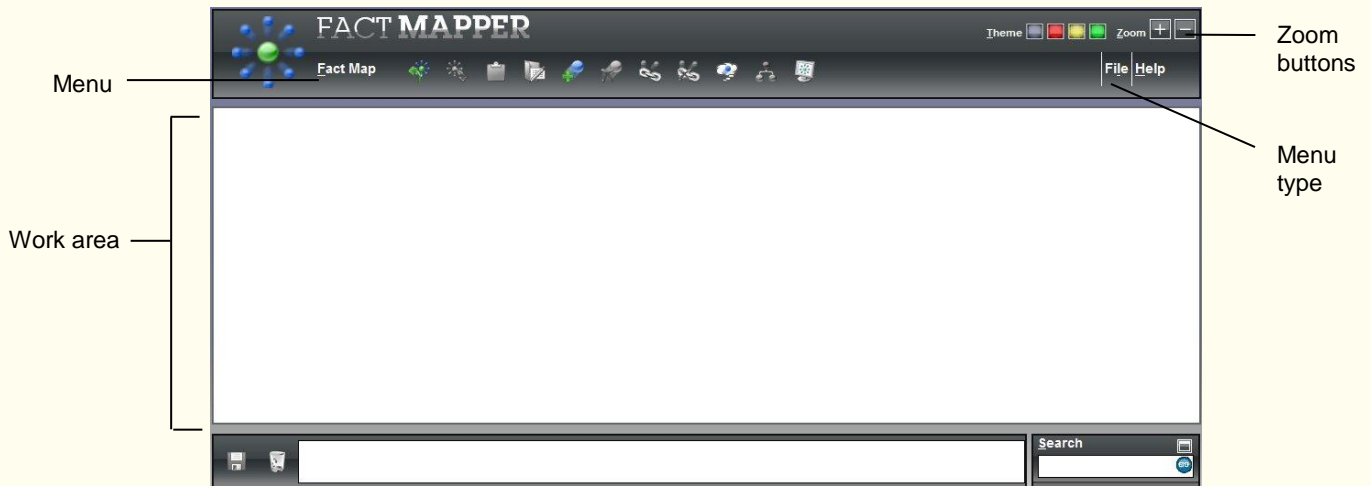 FACT MAPPER
Theme Zoom + −
Zoom
buttons
Menu
Fact Map
File Help
Menu
type
Work area
Search